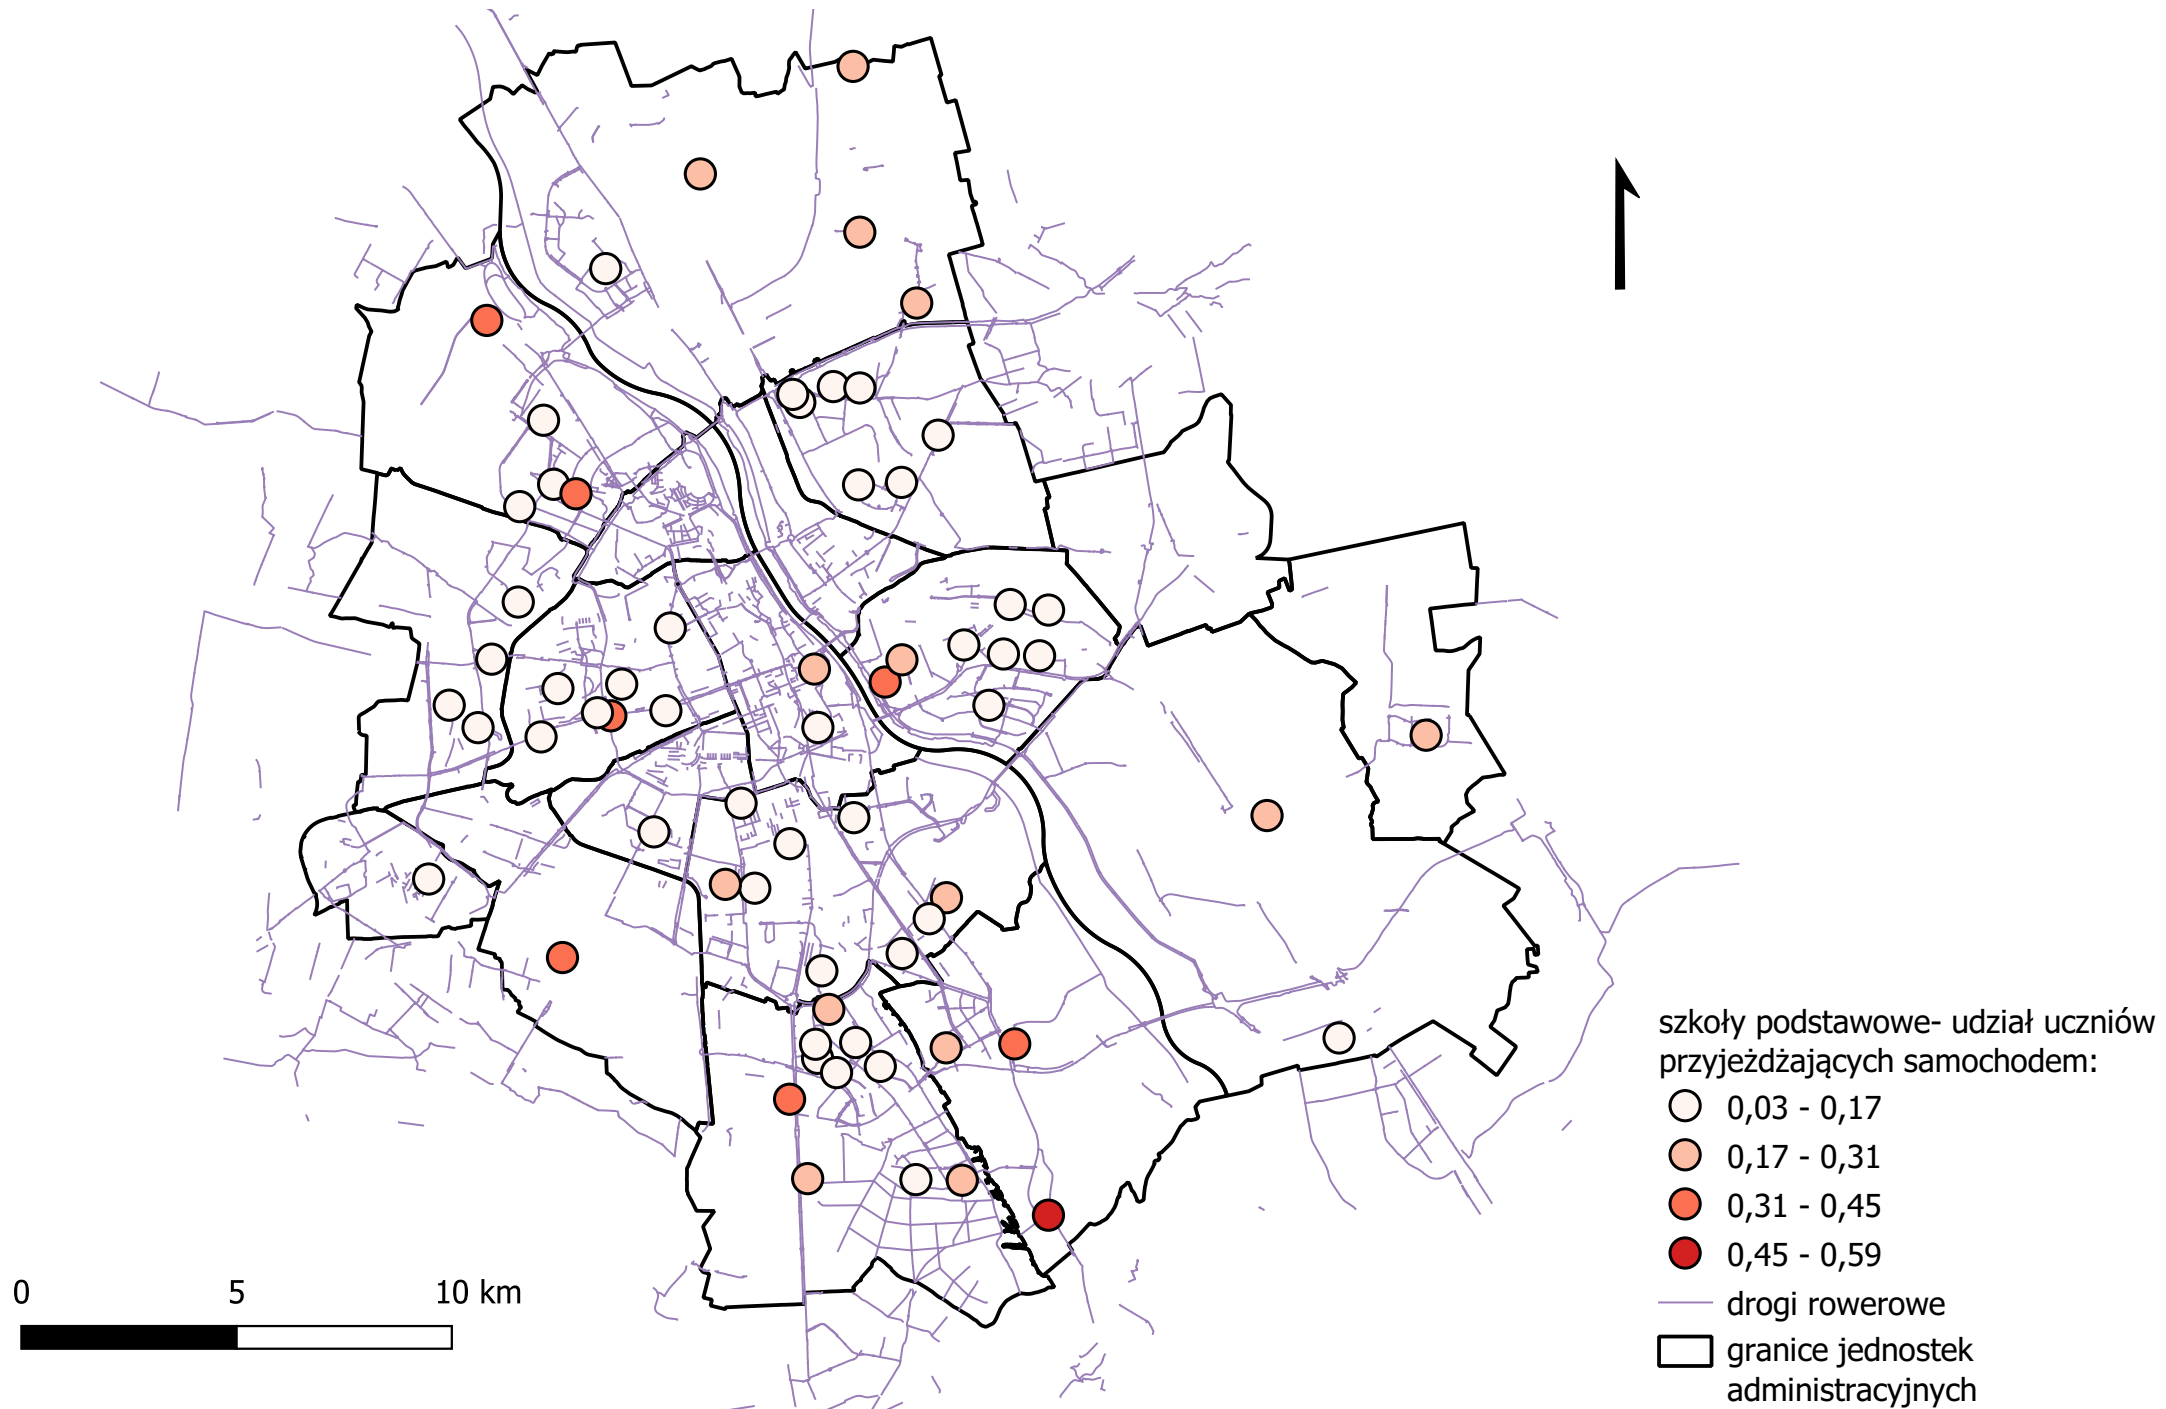 szkoły podstawowe- udział uczniów
przyjeżdżających samochodem:
0,03 - 0,17
0,17 - 0,31
0,31 - 0,45
0,45 - 0,59
drogi rowerowe
granice jednostek
administracyjnych
0 5 10 km